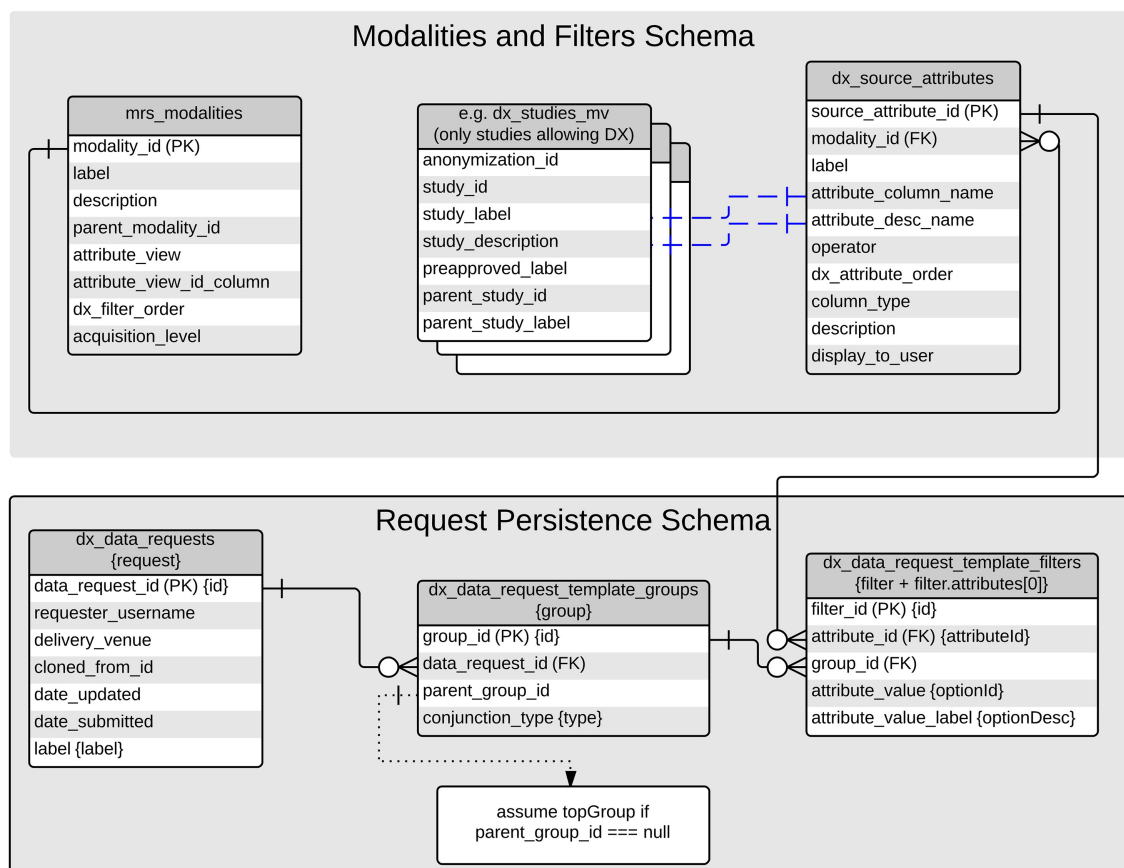 Modalities and Filters Schema
mrs_modalities
modality_id (PK)
label
description
parent_modality_id
attribute_view
attribute_view_id_column
dx_filter_order
acquisition_level
e.g. dx_studies_mv
(only studies allowing DX)
anonymization_id
study_id
study_label
study_description
preapproved_label
parent_study_id
parent_study_label
dx_source_attributes
source_attribute_id (PK)
modality_id (FK)
label
attribute_column_name
attribute_desc_name
operator
dx_attribute_order
column_type
description
display_to_user
Request Persistence Schema
dx_data_requests
{request}
data_request_id (PK) {id}
requester_username
delivery_venue
cloned_from_id
date_updated
date_submitted
label {label}
dx_data_request_template_groups
{group}
group_id (PK) {id}
data_request_id (FK)
parent_group_id
conjunction_type {type}
dx_data_request_template_filters
{filter + filter.attributes[0]}
filter_id (PK) {id}
attribute_id (FK) {attributeId}
group_id (FK)
attribute_value {optionId}
attribute_value_label {optionDesc}
assume topGroup if
parent_group_id === null